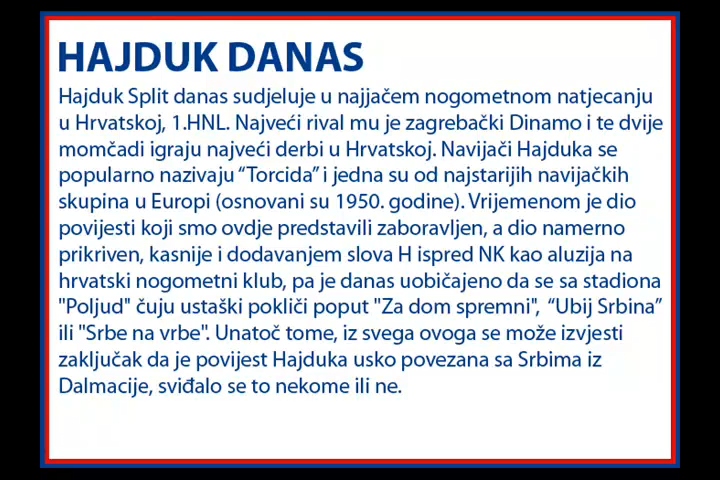 HAJDUK DANAS
Hajduk Split danas sudjeluje u najjačem nogometnom natjecanju
u Hrvatskoj, 1.HNL. Najveći rival mu je zagrebački Dinamo i te dvije
momčadi igraju najveći derbi u Hrvatskoj. Navijači Hajduka se
popularno nazivaju “Torcida” i jedna su od najstarijih navijačkih
skupina u Europi (osnovani su 1950. godine). Vrijemenom je dio
povijesti koji smo ovdje predstavili zaboravljen, a dio namerno
prikriven, kasnije i dodavanjem slova H ispred NK kao aluzija na
hrvatski nogometni klub, pa je danas uobičajeno da se sa stadiona
"Poljud" čuju ustaški pokliči poput "Za dom spremni", “Ubij Srbina”
ili "Srbe na vrbe". Unatoč tome, iz svega ovoga se može izvjesti
zaključak da je povijest Hajduka usko povezana sa Srbima iz
Dalmacije, sviđalo se to nekome ili ne.